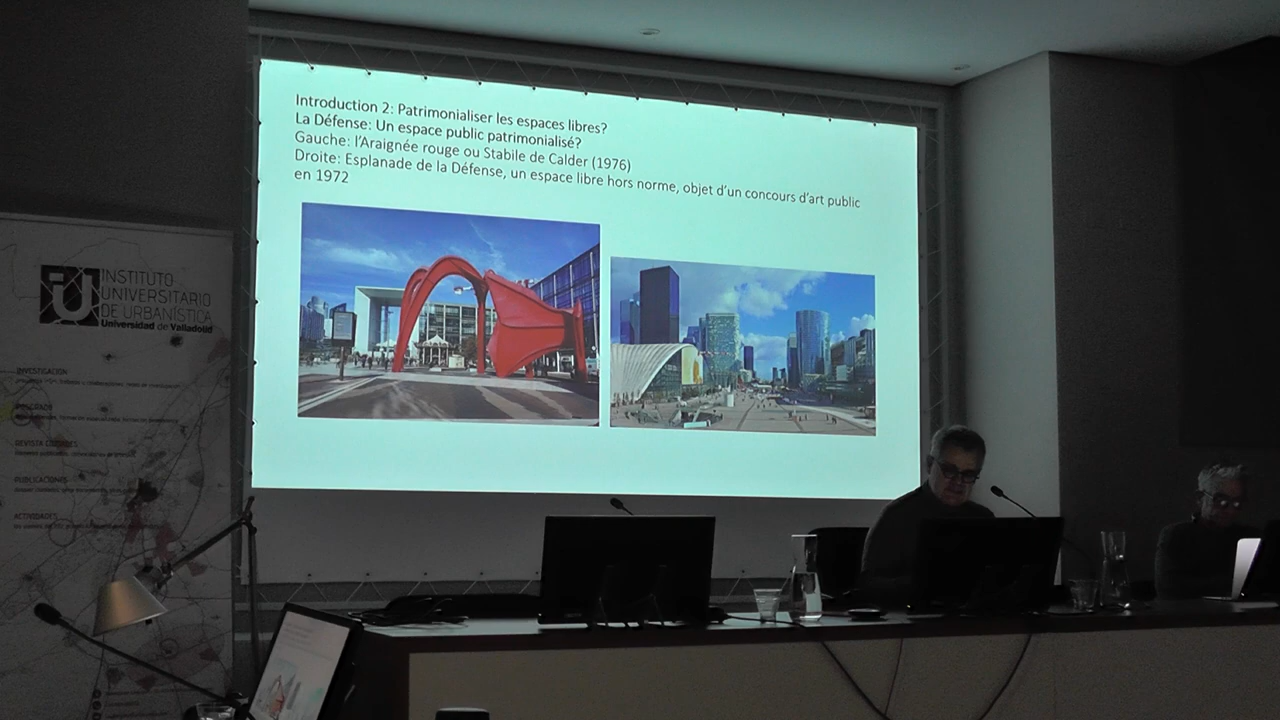 Introduction 2: Patrimonialiser les espaces libres?
La Défense: Un espace public patrimonialisé?
Gauche: l'Araignée rouge ou Stabile de Calder (1976)
Droite: Esplanade de la Défense, un espace libre hors norme, objet d'un concours d'art public
en 1972
INSTITUTO
UNIVERSITARIO
DE URBANÍSTICA
Universidad de Valladolid
INVESTIGACIÓN
POSGRADO
REVISTA CIUDADES
PUBLICACIONES
ACTIVIDADES